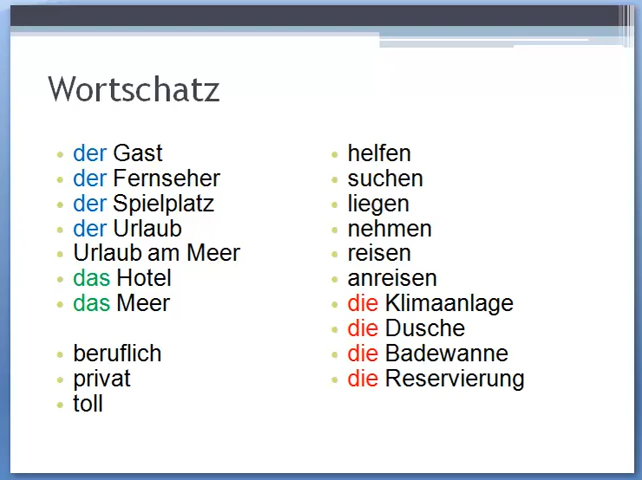 Wortschatz
der Gast
der Fernseher
der Spielplatz
der Urlaub
Urlaub am Meer
das Hotel
das Meer
beruflich
privat
toll
helfen
suchen
liegen
nehmen
reisen
anreisen
die Klimaanlage
die Dusche
die Badewanne
die Reservierung